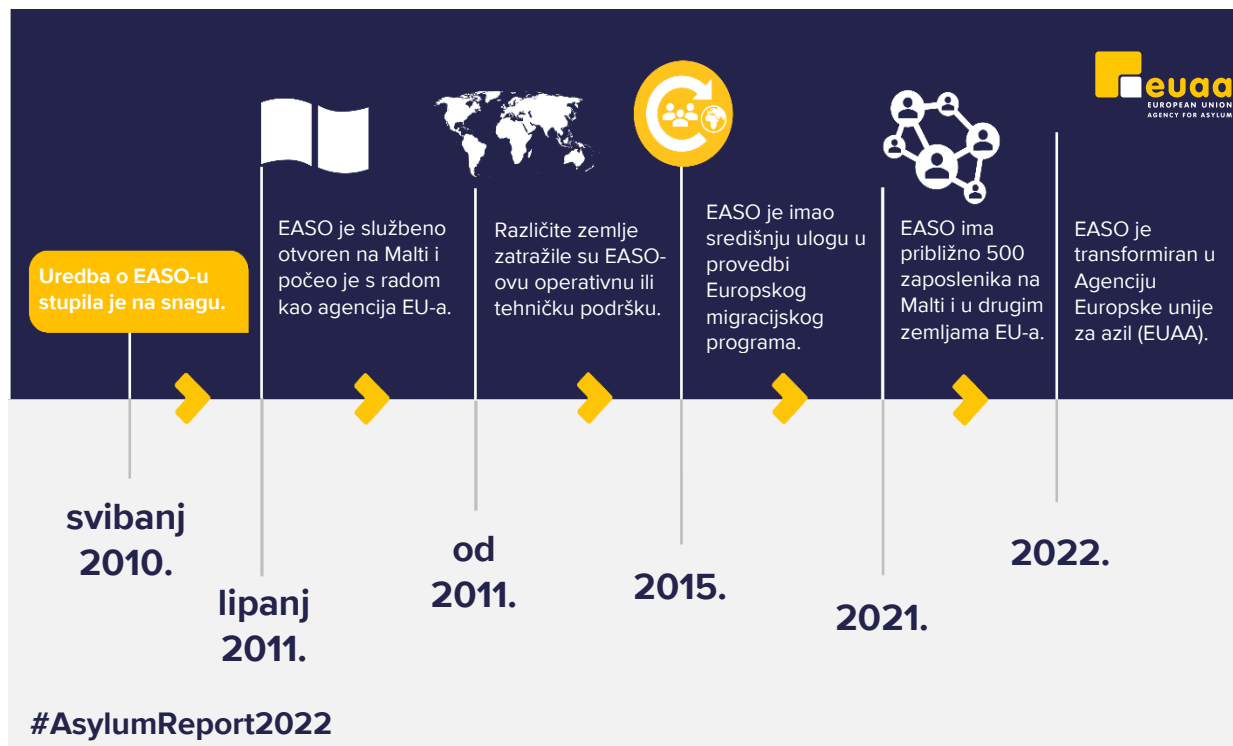 euaa
EUROPEAN UNION
AGENCY FOR ASYLUM
Uredba o EASO-u
stupila je na snagu.
svibanj
2010.
EASO je službeno
otvoren na Malti i
počeo je s radom
kao agencija EU-a.
lipanj
2011.
Različite zemlje
zatražile su EASO-
ovu operativnu ili
tehničku podršku.
od
2011.
EASO je imao
središnju ulogu u
provedbi
Europskog
migracijskog
programa.
2015.
EASO ima
približno 500
zaposlenika na
Malti i u drugim
zemljama EU-a.
2021.
EASO je
transformiran u
Agenciju
Europske unije
za azil (EUAA).
2022.
#AsylumReport2022